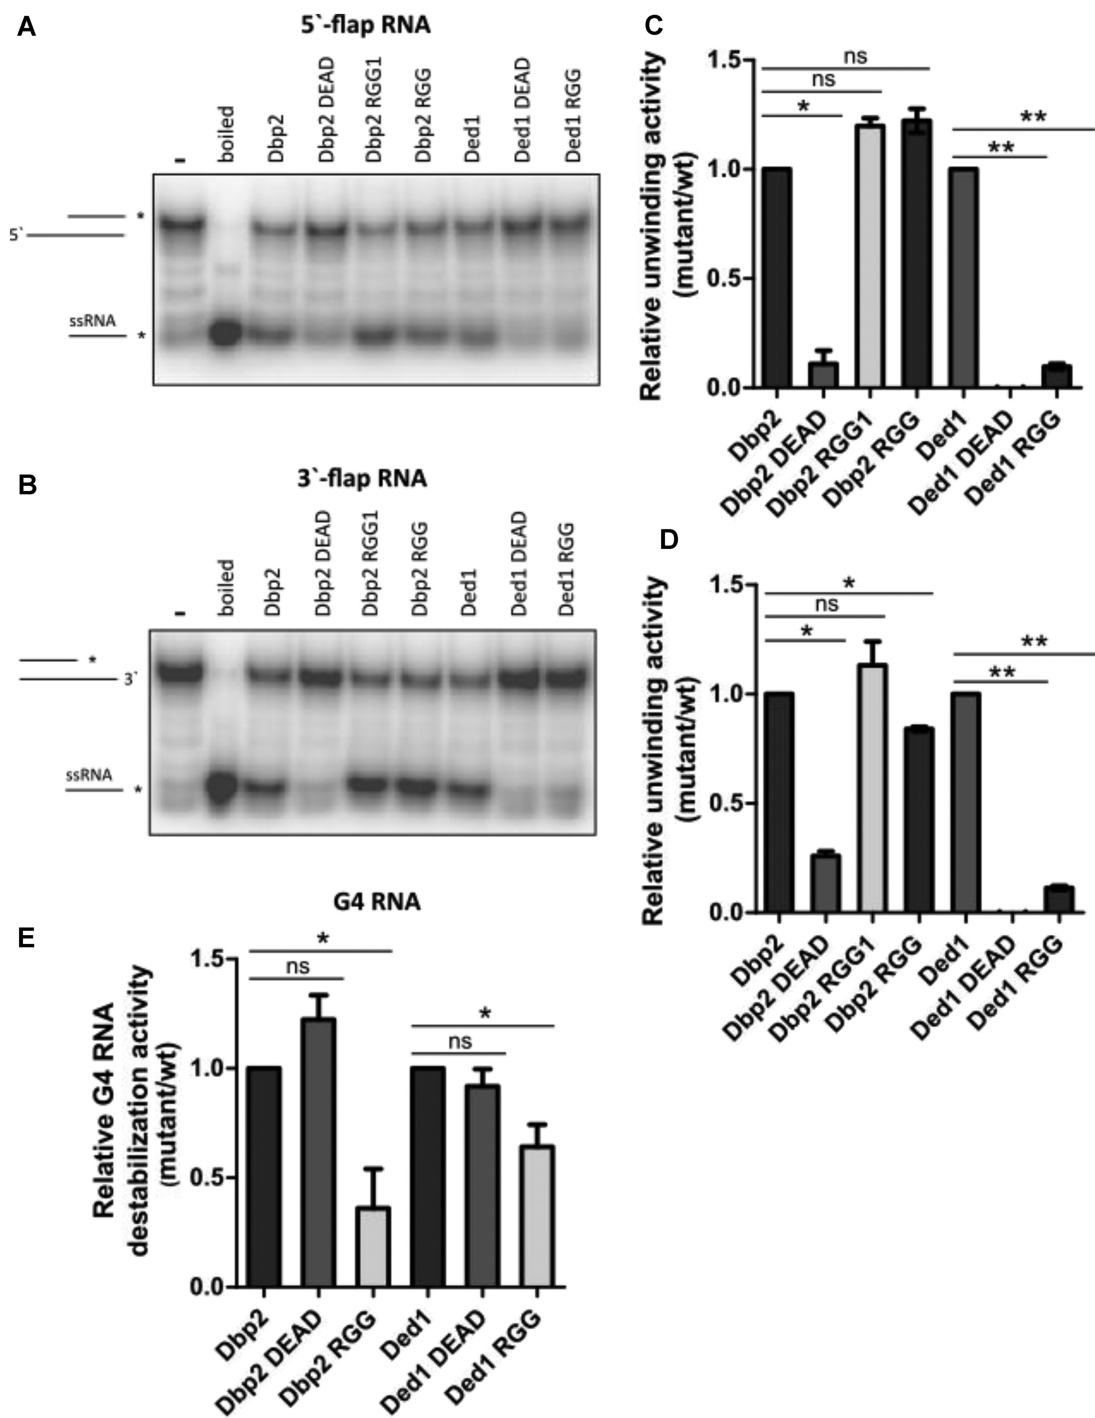 A
5`-flap RNA
-
boiled
Dbp2
Dbp2 DEAD
Dbp2 RGG1
Dbp2 RGG
Ded1
Ded1 DEAD
Ded1 RGG
*
5`
ssRNA
*
B
3`-flap RNA
-
boiled
Dbp2
Dbp2 DEAD
Dbp2 RGG1
Dbp2 RGG
Ded1
Ded1 DEAD
Ded1 RGG
*
3`
ssRNA
*
C
Relative unwinding activity
(mutant/wt)
1.5
1.0
0.5
0.0
ns
ns
*
**
**
Dbp2
Dbp2 DEAD
Dbp2 RGG1
Dbp2 RGG
Ded1
Ded1 DEAD
Ded1 RGG
D
Relative unwinding activity
(mutant/wt)
1.5
1.0
0.5
0.0
*
ns
*
**
**
Dbp2
Dbp2 DEAD
Dbp2 RGG1
Dbp2 RGG
Ded1
Ded1 DEAD
Ded1 RGG
E
G4 RNA
Relative G4 RNA
destabilization activity
(mutant/wt)
1.5
1.0
0.5
0.0
*
ns
*
ns
Dbp2
Dbp2 DEAD
Dbp2 RGG
Ded1
Ded1 DEAD
Ded1 RGG